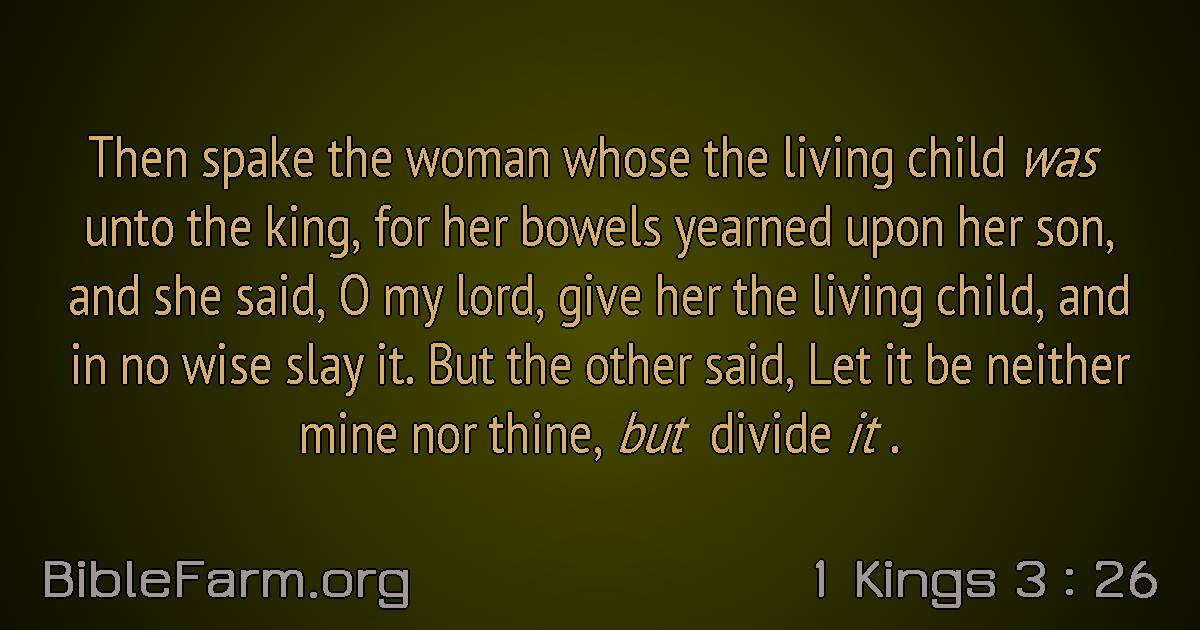 Then spake the woman whose the living child was
unto the king, for her bowels yearned upon her son,
and she said, O my lord, give her the living child, and
in no wise slay it. But the other said, Let it be neither
mine nor thine, but divide it .
BibleFarm.org
1 Kings 3 : 26